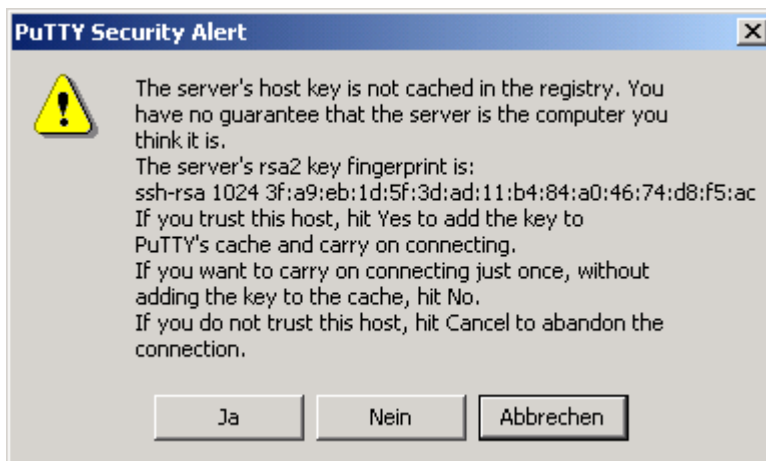 PuTTY Security Alert
The server's host key is not cached in the registry. You
have no guarantee that the server is the computer you
think it is.
The server's rsa2 key fingerprint is:
ssh-rsa 1024 3f:a9:eb:1d:5f:3d:ad:11:b4:84:a0:46:74:d8:f5:ac
If you trust this host, hit Yes to add the key to
PuTTY's cache and carry on connecting.
If you want to carry on connecting just once, without
adding the key to the cache, hit No.
If you do not trust this host, hit Cancel to abandon the
connection.
Ja Nein Abbrechen